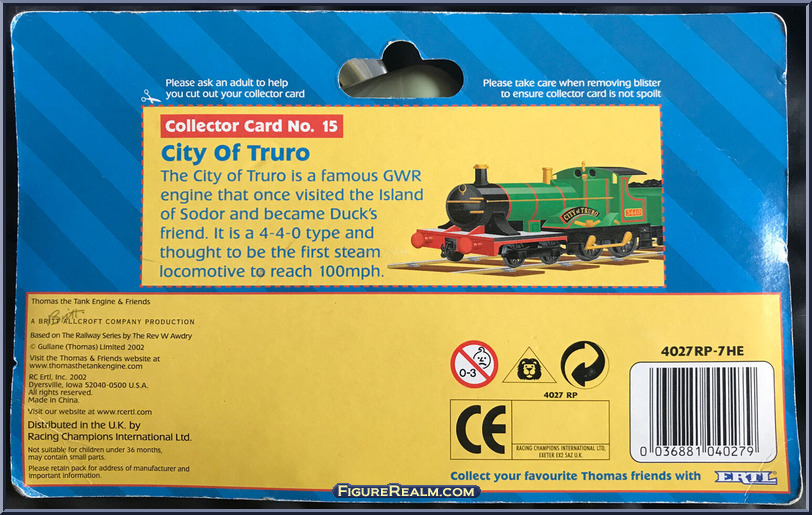 Please ask an adult to help
you cut out your collector card
Please take care when removing blister
to ensure collector card is not spoilt
Collector Card No. 15
City Of Truro
The City of Truro is a famous GWR
engine that once visited the Island
of Sodor and became Duck's
friend. It is a 4-4-0 type and
thought to be the first steam
locomotive to reach 100mph.
CITY OF TRURO
3440
Thomas the Tank Engine & Friends
Britt
A BRITT ALLCROFT COMPANY PRODUCTION
Based on The Railway Series by The Rev W Awdry
© Gullane (Thomas) Limited 2002
Visit the Thomas & Friends website at
www.thomasthetankengine.com
RC Ertl, Inc. 2002
Dyersville, Iowa 52040-0500 U.S.A.
All rights reserved.
Made in China.
Visit our website at www.rcertl.com
Distributed in the U.K. by
Racing Champions International Ltd.
Not suitable for children under 36 months,
may contain small parts.
Please retain pack for address of manufacturer and
important information.
0-3
4027 RP
CE
RACING CHAMPIONS INTERNATIONAL LTD,
EXETER EX2 5AZ U.K.
4027RP-7HE
0 036881 040279
Collect your favourite Thomas friends with ERTL
FIGUREREALM.COM